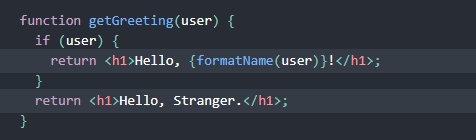 function getGreeting(user) {
  if (user) {
    return <h1>Hello, {formatName(user)}!</h1>;
  }
  return <h1>Hello, Stranger.</h1>;
}